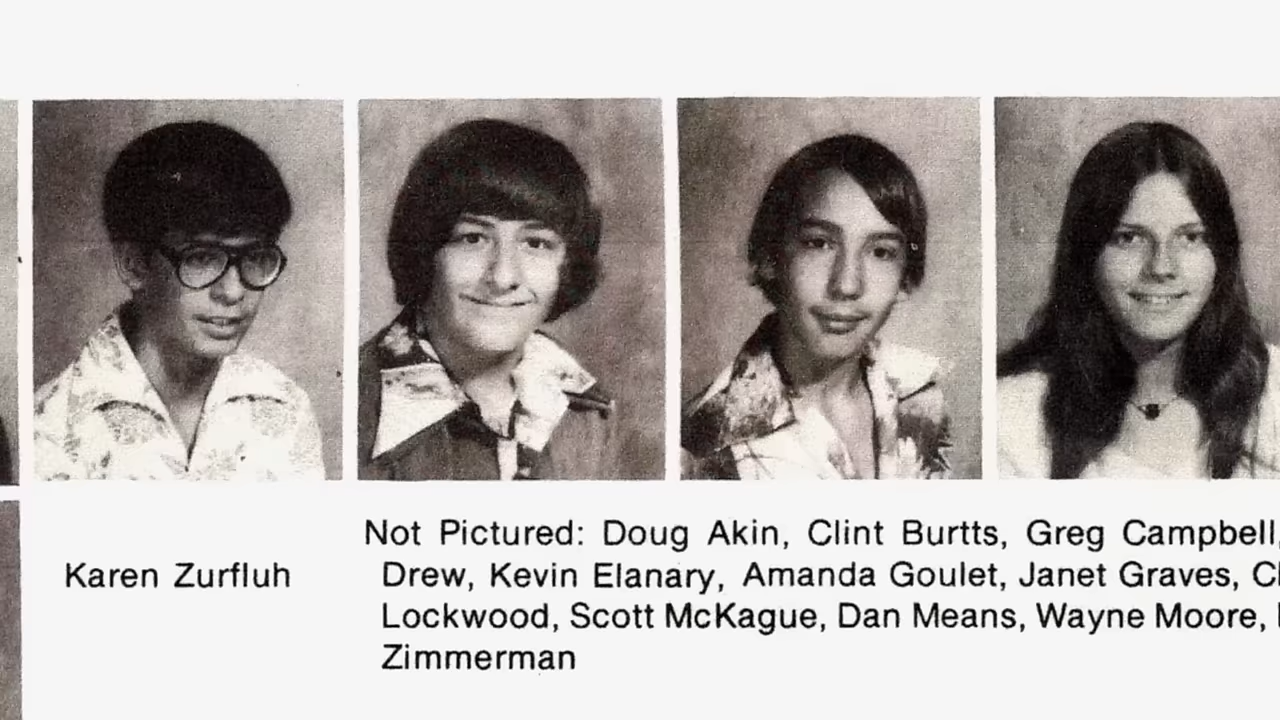 Not Pictured: Doug Akin, Clint Burtts, Greg Campbell,
Karen Zurfluh
Drew, Kevin Elanary, Amanda Goulet, Janet Graves,
Lockwood, Scott McKague, Dan Means, Wayne Moore,
Zimmerman